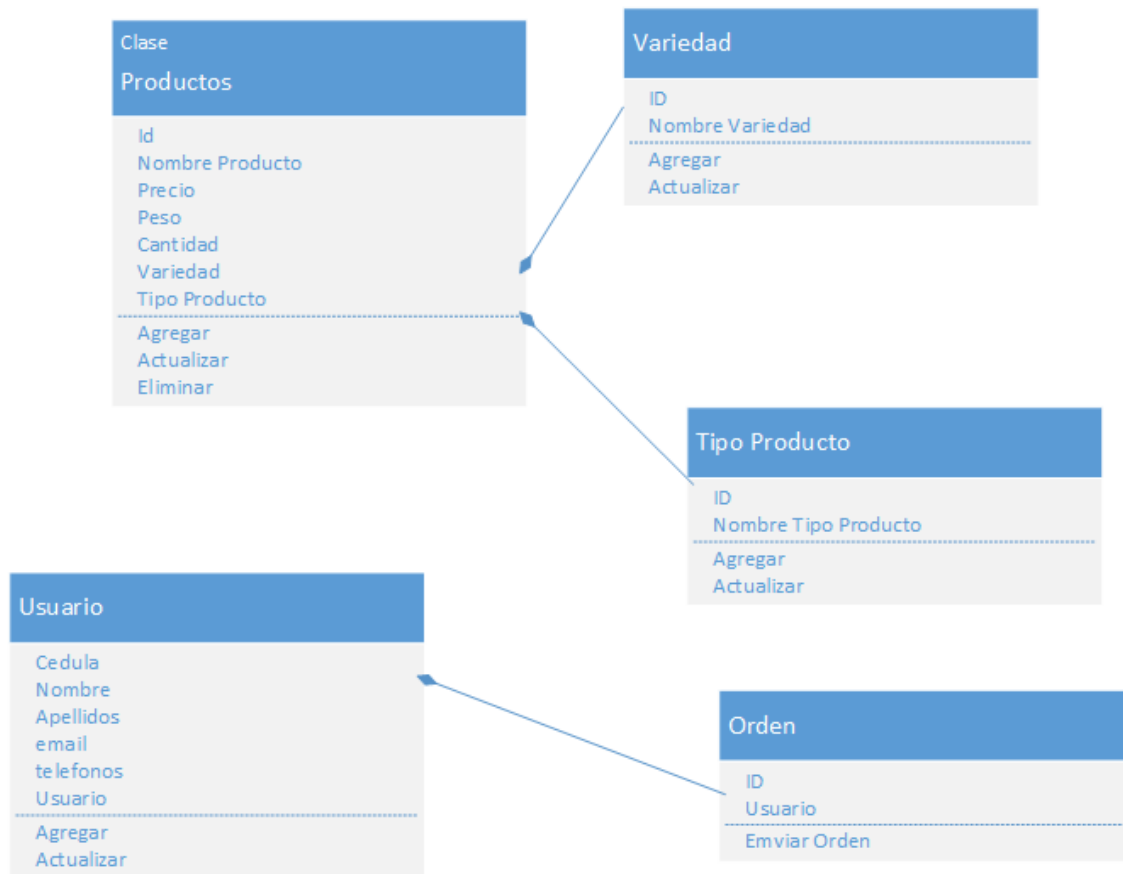 Clase
Productos
Id
Nombre Producto
Precio
Peso
Cantidad
Variedad
Tipo Producto
Agregar
Actualizar
Eliminar
Variedad
ID
Nombre Variedad
Agregar
Actualizar
Tipo Producto
ID
Nombre Tipo Producto
Agregar
Actualizar
Usuario
Cedula
Nombre
Apellidos
email
telefonos
Usuario
Agregar
Actualizar
Orden
ID
Usuario
Emviar Orden